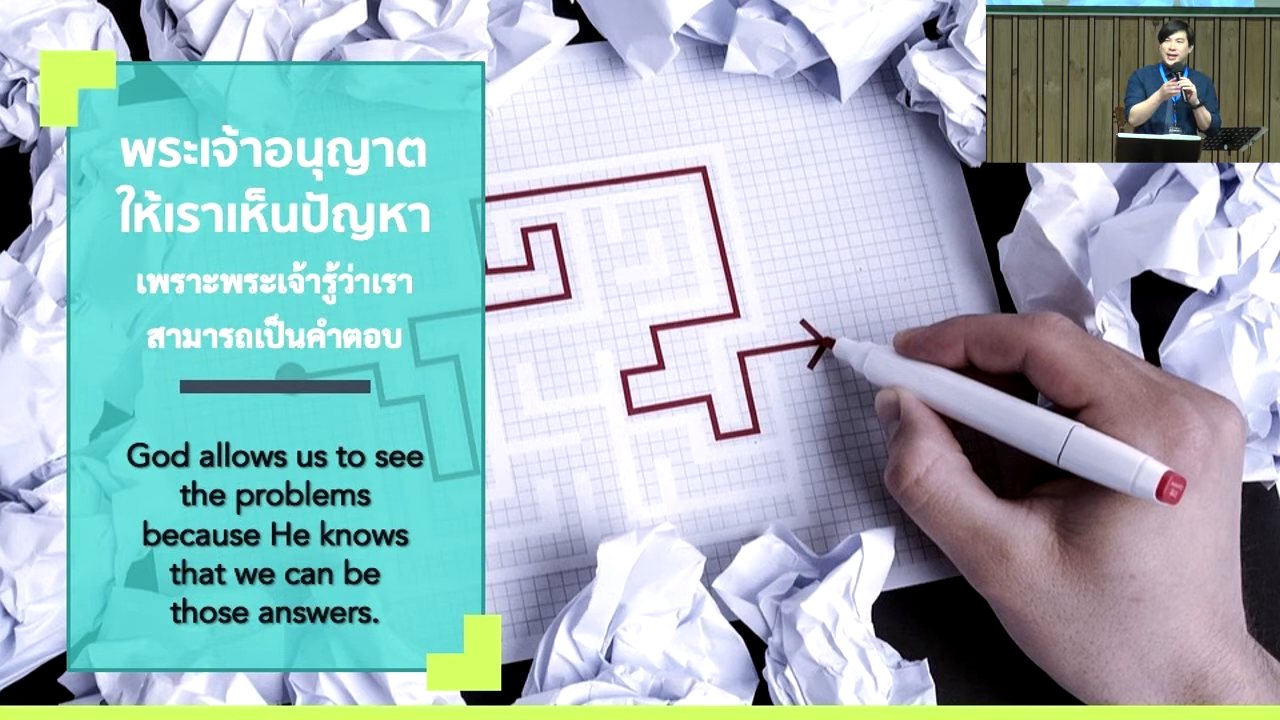 พระเจ้าอนุญาต
ให้เราเห็นปัญหา
เพราะพระเจ้ารู้ว่าเรา
สามารถเป็นคำตอบ
God allows us to see
the problems
because He knows
that we can be
those answers.